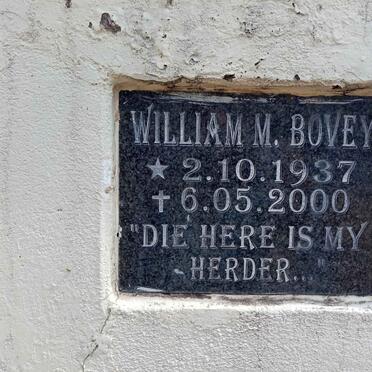 WILLIAM M. BOVEY
★ 2.10.1937
✝ 6.05.2000
"DIE HERE IS MY
HERDER..."